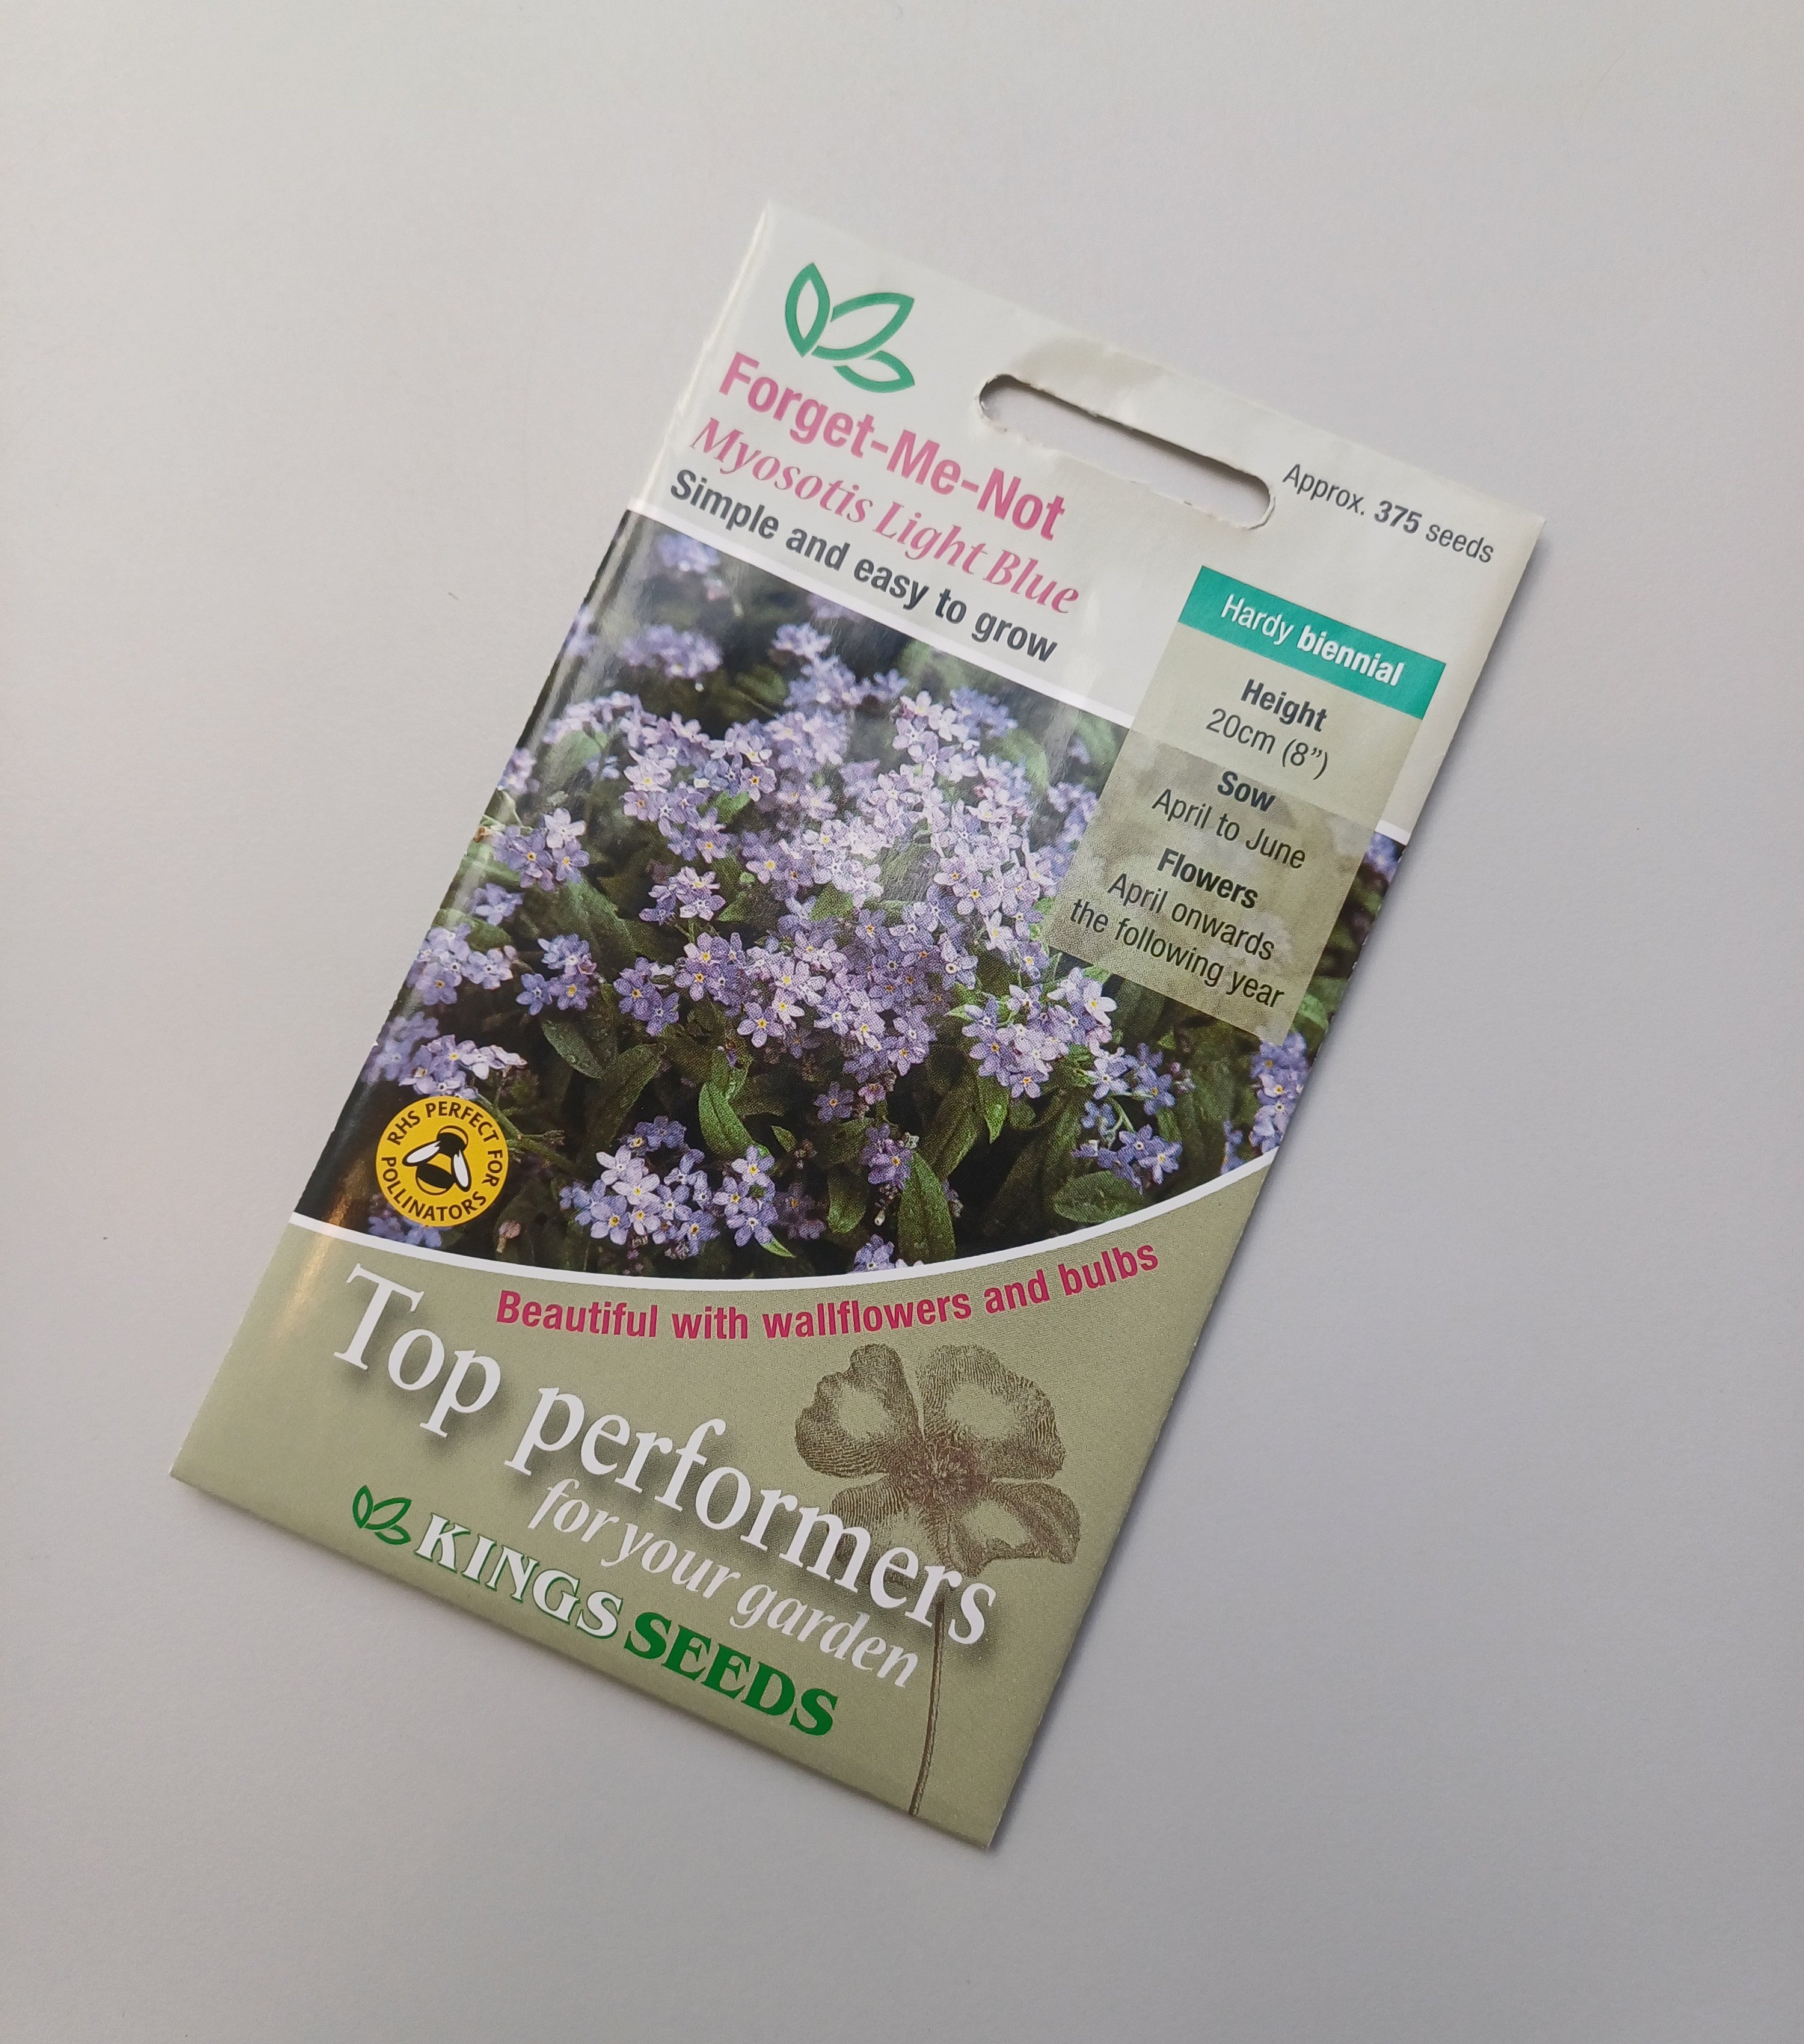 Forget-Me-Not
Myosotis Light Blue
Simple and easy to grow
Approx. 375 seeds
Hardy biennial
Height
20cm (8”)
Sow
April to June
Flowers
April onwards
the following year
RHS PERFECT FOR
POLLINATORS
Beautiful with wallflowers and bulbs
Top performers
for your garden
KINGS SEEDS